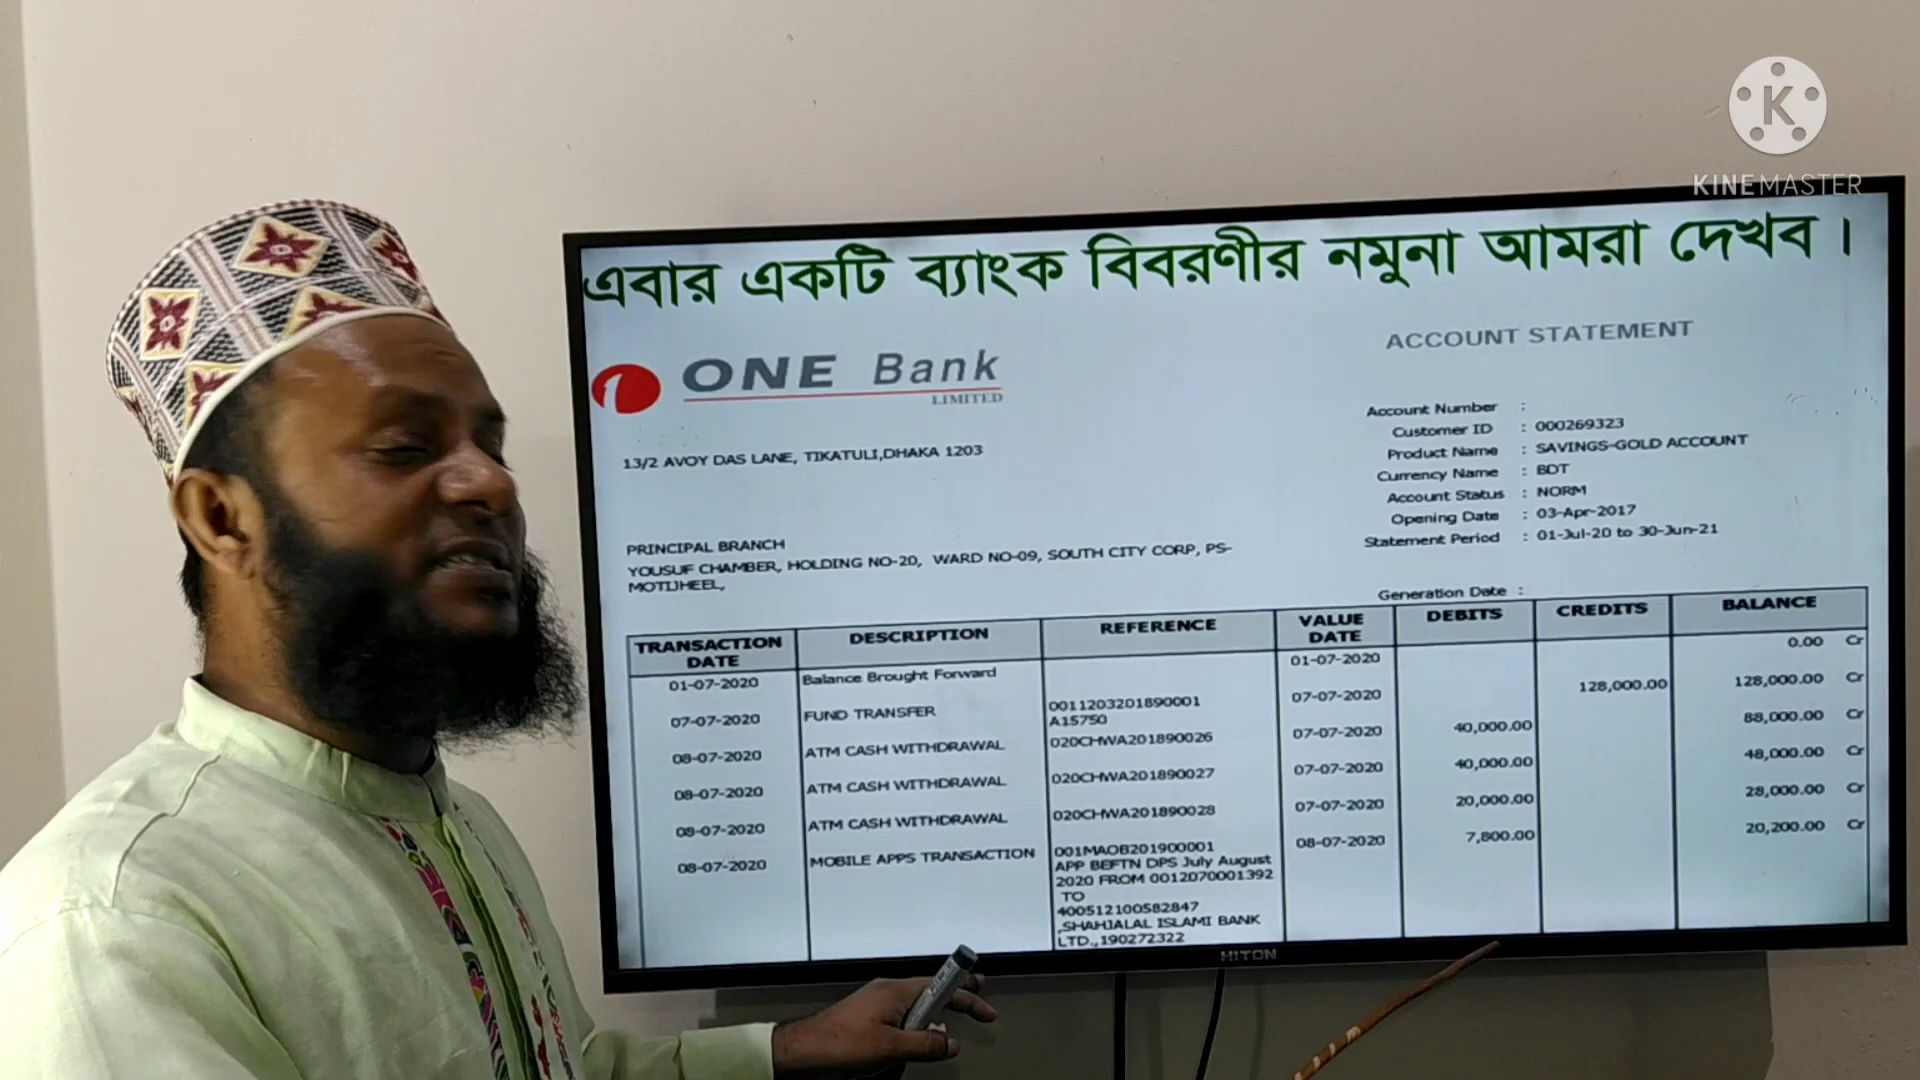 K
KINEMASTER
এবার একটি ব্যাংক বিবরণীর নমুনা আমরা দেখব ।
ONE Bank
LIMITED
ACCOUNT STATEMENT
13/2 AVOY DAS LANE, TIKATULI,DHAKA 1203
Account Number :
Customer ID : 000269323
Product Name : SAVINGS-GOLD ACCOUNT
Currency Name : BDT
Account Status : NORM
Opening Date : 03-Apr-2017
Statement Period : 01-Jul-20 to 30-Jun-21
PRINCIPAL BRANCH
YOUSUF CHAMBER, HOLDING NO-20, WARD NO-09, SOUTH CITY CORP, PS-
MOTIJHEEL,
Generation Date :
TRANSACTION DATE DESCRIPTION REFERENCE VALUE DATE DEBITS CREDITS BALANCE
01-07-2020 Balance Brought Forward 01-07-2020 0.00 Cr
07-07-2020 FUND TRANSFER 0011203201890001 07-07-2020 128,000.00 128,000.00 Cr
A15750
08-07-2020 ATM CASH WITHDRAWAL 020CHWA201890026 07-07-2020 40,000.00 88,000.00 Cr
08-07-2020 ATM CASH WITHDRAWAL 020CHWA201890027 07-07-2020 40,000.00 48,000.00 Cr
08-07-2020 ATM CASH WITHDRAWAL 020CHWA201890028 07-07-2020 20,000.00 28,000.00 Cr
08-07-2020 MOBILE APPS TRANSACTION 001MAOB201900001 08-07-2020 7,800.00 20,200.00 Cr
APP BEFTN DPS July August
2020 FROM 0012070001392
TO
400512100582847
,SHAHJALAL ISLAMI BANK
LTD.,190272322
HITON